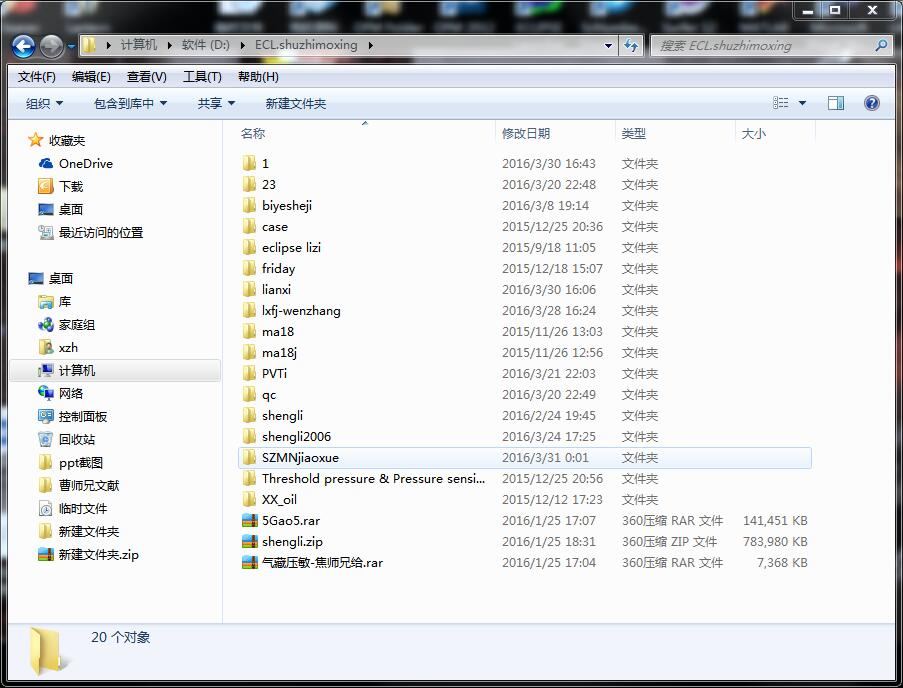 计算机 软件 (D:) ECL.shuzhimoxing
搜索 ECL.shuzhimoxing
文件(F) 编辑(E) 查看(V) 工具(T) 帮助(H)
组织 包含到库中 共享 新建文件夹
名称 修改日期 类型 大小
收藏夹
OneDrive
下载
桌面
最近访问的位置
桌面
库
家庭组
xzh
计算机
网络
控制面板
回收站
ppt截图
曹师兄文献
临时文件
新建文件夹
新建文件夹.zip
1 2016/3/30 16:43 文件夹
23 2016/3/20 22:48 文件夹
biyesheji 2016/3/8 19:14 文件夹
case 2015/12/25 20:36 文件夹
eclipse lizi 2015/9/18 11:05 文件夹
friday 2015/12/18 15:07 文件夹
lianxi 2016/3/30 16:06 文件夹
lxfj-wenzhang 2016/3/28 16:24 文件夹
ma18 2015/11/26 13:03 文件夹
ma18j 2015/11/26 12:56 文件夹
PVTi 2016/3/21 22:03 文件夹
qc 2016/3/20 22:49 文件夹
shengli 2016/2/24 19:45 文件夹
shengli2006 2016/3/24 17:25 文件夹
SZMNjiaoxue 2016/3/31 0:01 文件夹
Threshold pressure & Pressure sensi... 2015/12/25 20:56 文件夹
XX_oil 2015/12/12 17:23 文件夹
5Gao5.rar 2016/1/25 17:07 360压缩 RAR 文件 141,451 KB
shengli.zip 2016/1/25 18:31 360压缩 ZIP 文件 783,980 KB
气藏压敏-焦师兄给.rar 2016/1/25 17:04 360压缩 RAR 文件 7,368 KB
20 个对象